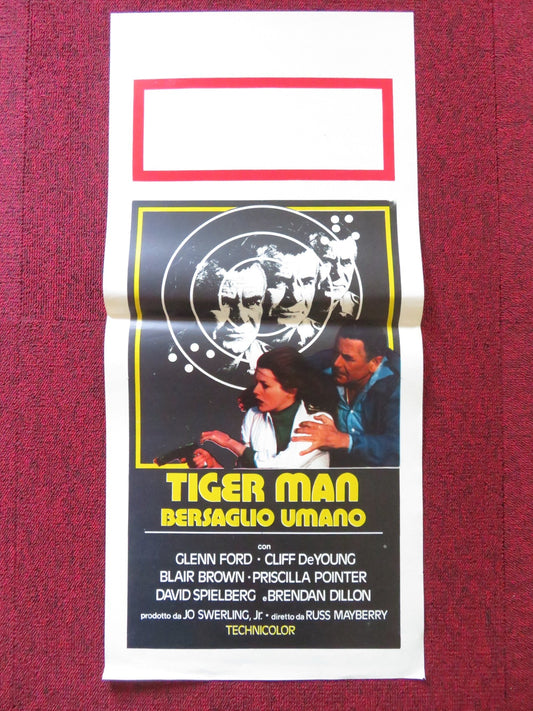 TIGER MAN
BERSAGLIO UMANO
con
GLENN FORD • CLIFF DeYOUNG
BLAIR BROWN • PRISCILLA POINTER
DAVID SPIELBERG e BRENDAN DILLON
prodotto da JO SWERLING, Jr. • diretto da RUSS MAYBERRY
TECHNICOLOR